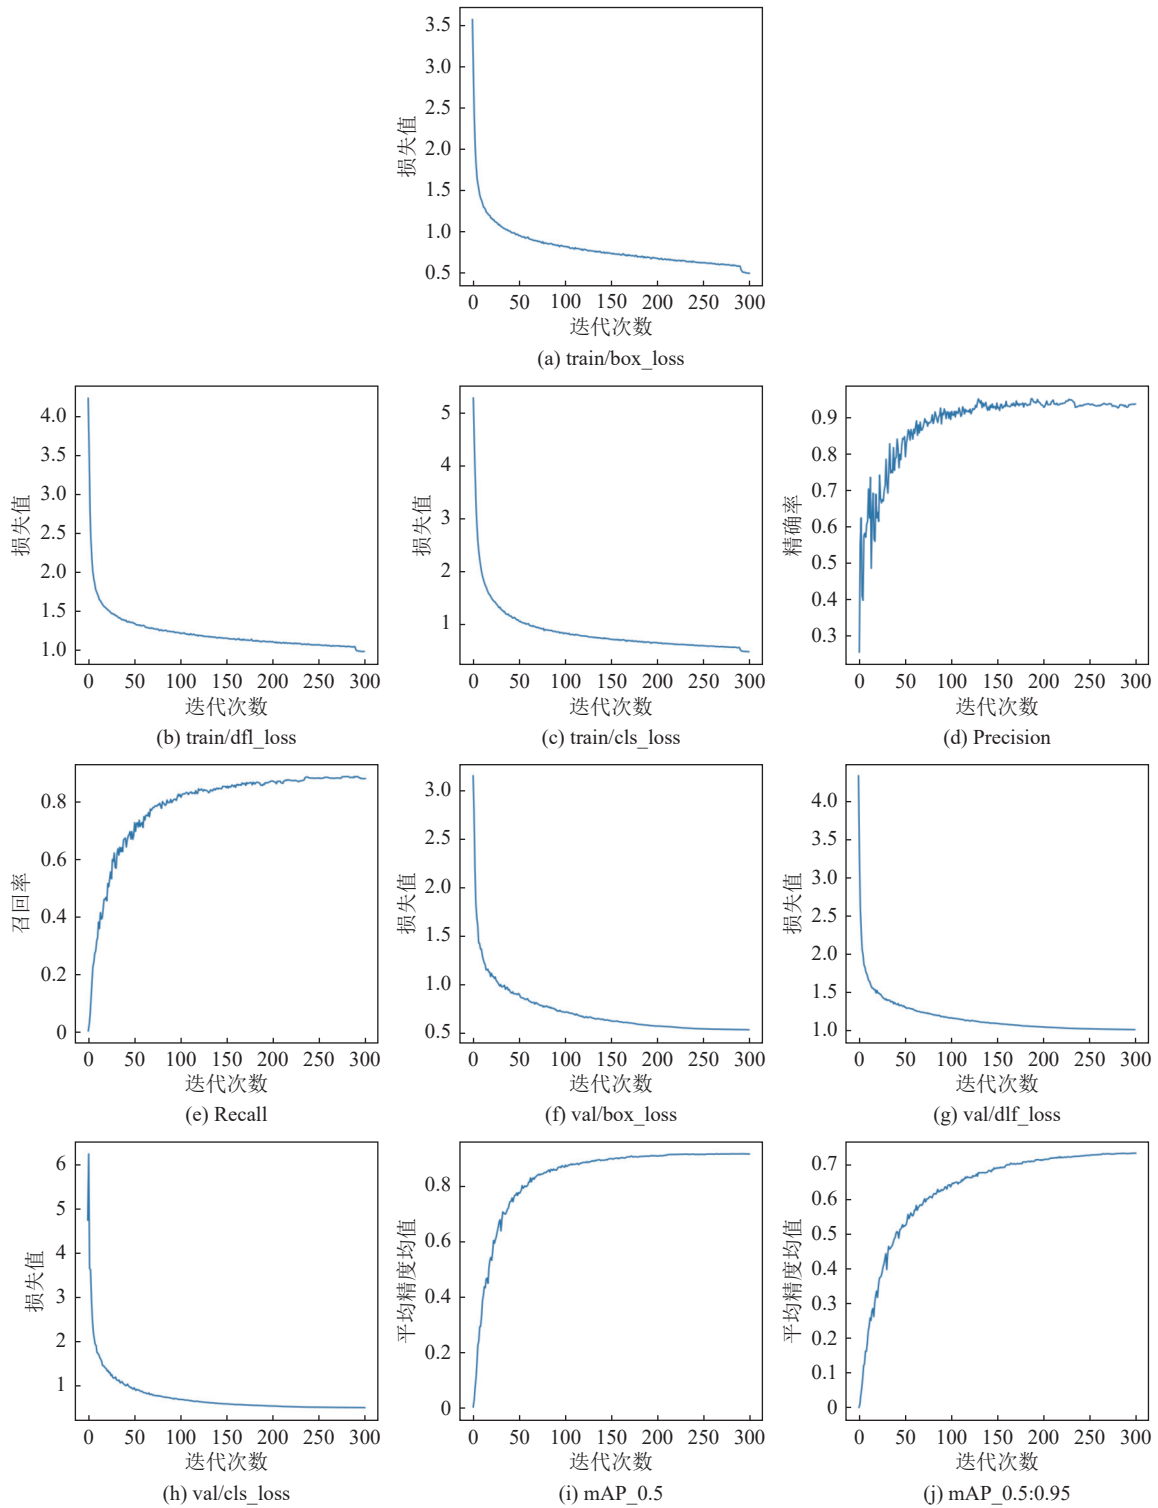 3.5
3.0
2.5
2.0
1.5
1.0
0.5
损失值
0 50 100 150 200 250 300
迭代次数
(a) train/box_loss
4.0
3.5
3.0
2.5
2.0
1.5
1.0
损失值
0 50 100 150 200 250 300
迭代次数
(b) train/dfl_loss
5
4
3
2
1
损失值
0 50 100 150 200 250 300
迭代次数
(c) train/cls_loss
0.9
0.8
0.7
0.6
0.5
0.4
0.3
精确率
0 50 100 150 200 250 300
迭代次数
(d) Precision
0.8
0.6
0.4
0.2
0
召回率
0 50 100 150 200 250 300
迭代次数
(e) Recall
3.0
2.5
2.0
1.5
1.0
0.5
损失值
0 50 100 150 200 250 300
迭代次数
(f) val/box_loss
4.0
3.5
3.0
2.5
2.0
1.5
1.0
损失值
0 50 100 150 200 250 300
迭代次数
(g) val/dlf_loss
6
5
4
3
2
1
损失值
0 50 100 150 200 250 300
迭代次数
(h) val/cls_loss
0.8
0.6
0.4
0.2
0
平均精度均值
0 50 100 150 200 250 300
迭代次数
(i) mAP_0.5
0.7
0.6
0.5
0.4
0.3
0.2
0.1
0
平均精度均值
0 50 100 150 200 250 300
迭代次数
(j) mAP_0.5:0.95